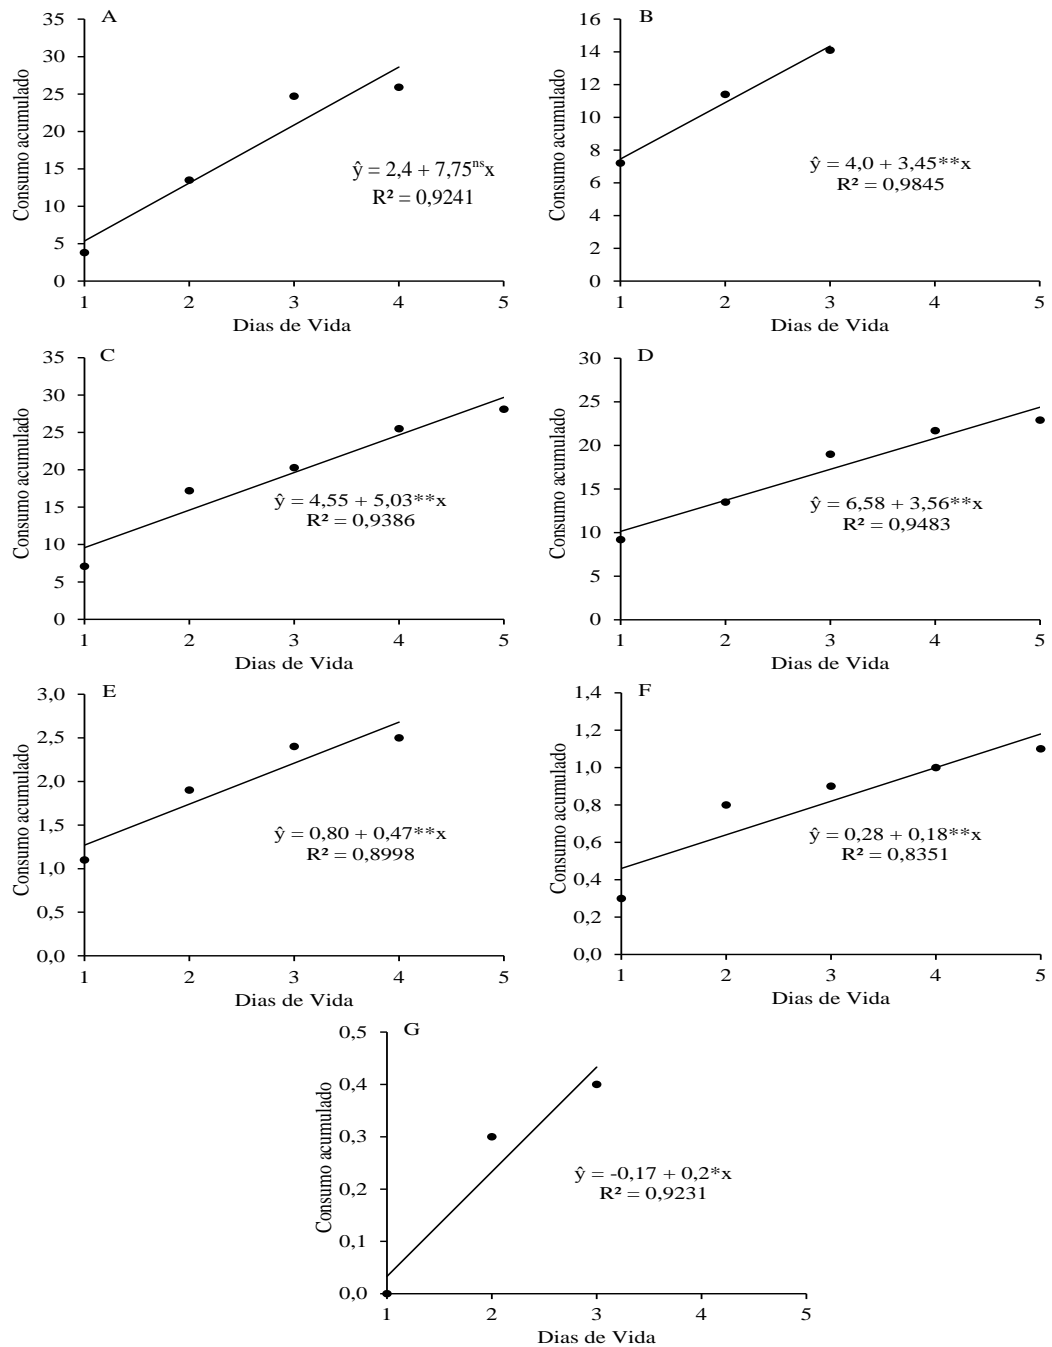 A
Consumo acumulado
35
30
25
20
15
10
5
0
ŷ = 2,4 + 7,75ⁿˢx
R² = 0,9241
1 2 3 4 5
Dias de Vida
B
Consumo acumulado
16
14
12
10
8
6
4
2
0
ŷ = 4,0 + 3,45**x
R² = 0,9845
1 2 3 4 5
Dias de Vida
C
Consumo acumulado
35
30
25
20
15
10
5
0
ŷ = 4,55 + 5,03**x
R² = 0,9386
1 2 3 4 5
Dias de Vida
D
Consumo acumulado
30
25
20
15
10
5
0
ŷ = 6,58 + 3,56**x
R² = 0,9483
1 2 3 4 5
Dias de Vida
E
Consumo acumulado
3,0
2,5
2,0
1,5
1,0
0,5
0,0
ŷ = 0,80 + 0,47**x
R² = 0,8998
1 2 3 4 5
Dias de Vida
F
Consumo acumulado
1,4
1,2
1,0
0,8
0,6
0,4
0,2
0,0
ŷ = 0,28 + 0,18**x
R² = 0,8351
1 2 3 4 5
Dias de Vida
G
Consumo acumulado
0,5
0,4
0,3
0,2
0,1
0,0
ŷ = -0,17 + 0,2*x
R² = 0,9231
1 2 3 4 5
Dias de Vida